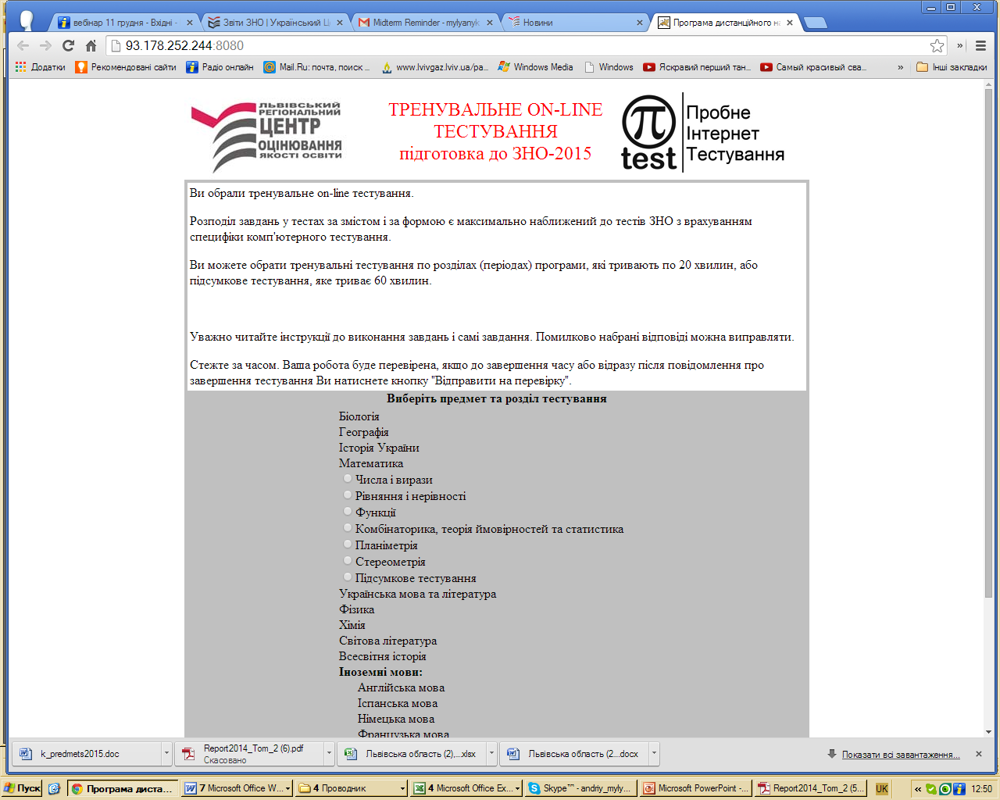 вебінар 11 грудня - Вхідні -
Звіти ЗНО | Український Ц
Midterm Reminder - mylyanyk
Новини
Програма дистанційного на
93.178.252.244:8080
Додатки
Рекомендовані сайти
Радіо онлайн
Mail.Ru: почта, поиск ...
www.lvivgaz.lviv.ua/pa...
Windows Media
Windows
Яскравий перший тан...
Самый красивый сва...
»
Інші закладки
ЛЬВІВСЬКИЙ
РЕГІОНАЛЬНИЙ
ЦЕНТР
ОЦІНЮВАННЯ
ЯКОСТІ ОСВІТИ
ТРЕНУВАЛЬНЕ ON-LINE
ТЕСТУВАННЯ
підготовка до ЗНО-2015
π
test
Пробне
Інтернет
Тестування
Ви обрали тренувальне on-line тестування.
Розподіл завдань у тестах за змістом і за формою є максимально наближений до тестів ЗНО з врахуванням
специфіки комп'ютерного тестування.
Ви можете обрати тренувальні тестування по розділах (періодах) програми, які тривають по 20 хвилин, або
підсумкове тестування, яке триває 60 хвилин.
Уважно читайте інструкції до виконання завдань і самі завдання. Помилково набрані відповіді можна виправляти.
Стежте за часом. Ваша робота буде перевірена, якщо до завершення часу або відразу після повідомлення про
завершення тестування Ви натиснете кнопку "Відправити на перевірку".
Виберіть предмет та розділ тестування
Біологія
Географія
Історія України
Математика
Числа і вирази
Рівняння і нерівності
Функції
Комбінаторика, теорія ймовірностей та статистика
Планіметрія
Стереометрія
Підсумкове тестування
Українська мова та література
Фізика
Хімія
Світова література
Всесвітня історія
Іноземні мови:
Англійська мова
Іспанська мова
Німецька мова
Французька мова
k_predmets2015.doc
Report2014_Tom_2 (6).pdf
Скасовано
Львівська область (2)....xlsx
Львівська область (2....docx
Показати всі завантаження...
Пуск
Програма диста...
7 Microsoft Office W...
4 Проводник
4 Microsoft Office Ex...
Skype™ - andriy_myly...
Microsoft PowerPoint -...
Report2014_Tom_2 (5...
UK
«
12:50